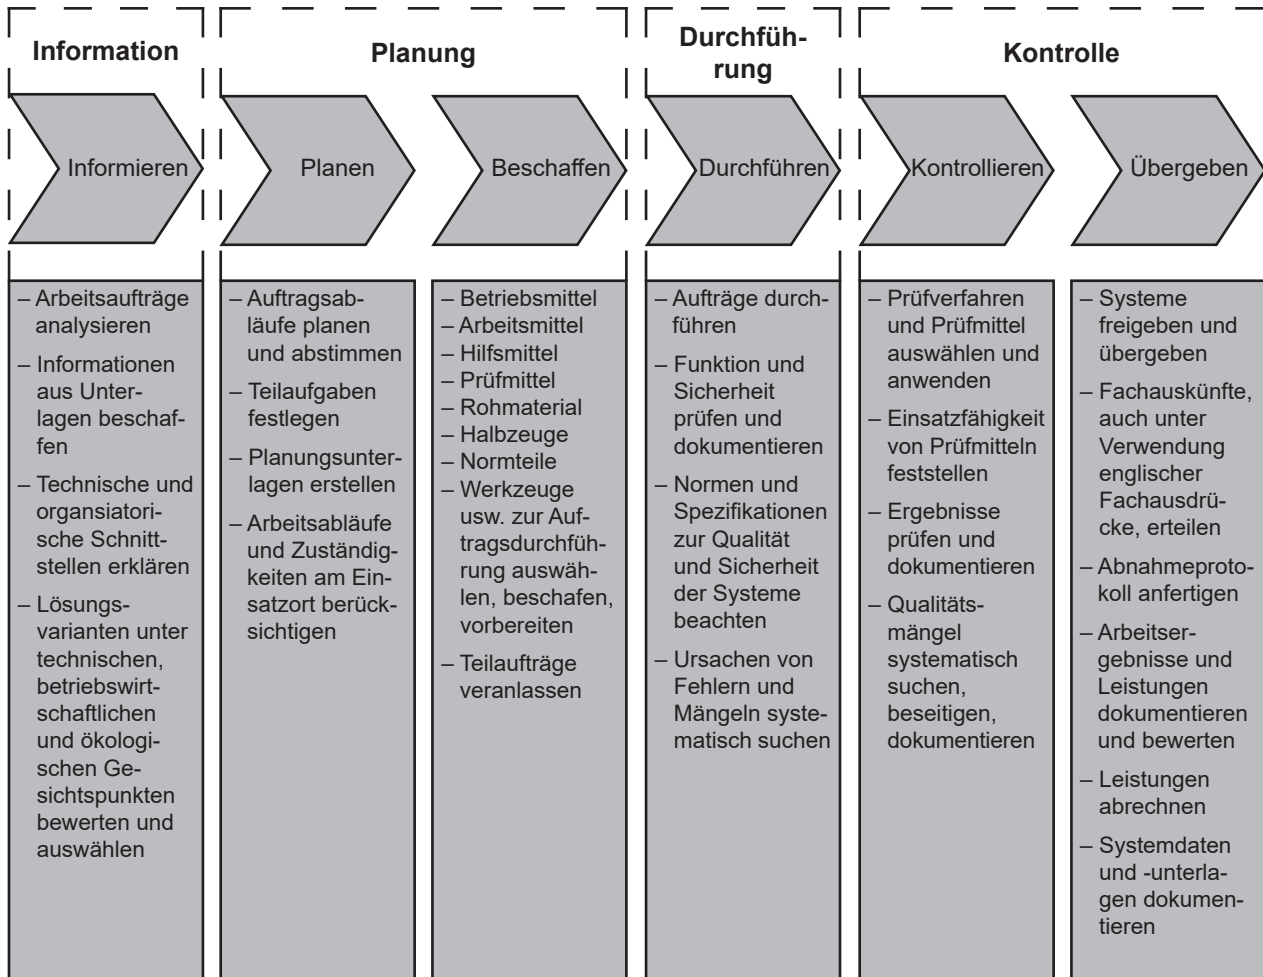 Information
Planung
Durchfüh-
rung
Kontrolle
Informieren
Planen
Beschaffen
Durchführen
Kontrollieren
Übergeben
– Arbeitsaufträge
analysieren
– Informationen
aus Unter-
lagen beschaf-
fen
– Technische und
organsiatori-
sche Schnitt-
stellen erklären
– Lösungs-
varianten unter
technischen,
betriebswirt-
schaftlichen
und ökologi-
schen Ge-
sichtspunkten
bewerten und
auswählen
– Auftragsab-
läufe planen
und abstimmen
– Teilaufgaben
festlegen
– Planungsunter-
lagen erstellen
– Arbeitsabläufe
und Zuständig-
keiten am Ein-
satzort berück-
sichtigen
– Betriebsmittel
– Arbeitsmittel
– Hilfsmittel
– Prüfmittel
– Rohmaterial
– Halbzeuge
– Normteile
– Werkzeuge
usw. zur Auf-
tragsdurchfüh-
rung auswäh-
len, beschafen,
vorbereiten
– Teilaufträge
veranlassen
– Aufträge durch-
führen
– Funktion und
Sicherheit
prüfen und
dokumentieren
– Normen und
Spezifikationen
zur Qualität
und Sicherheit
der Systeme
beachten
– Ursachen von
Fehlern und
Mängeln syste-
matisch suchen
– Prüfverfahren
und Prüfmittel
auswählen und
anwenden
– Einsatzfähigkeit
von Prüfmitteln
feststellen
– Ergebnisse
prüfen und
dokumentieren
– Qualitäts-
mängel
systematisch
suchen,
beseitigen,
dokumentieren
– Systeme
freigeben und
übergeben
– Fachauskünfte,
auch unter
Verwendung
englischer
Fachausdrü-
cke, erteilen
– Abnahmeproto-
koll anfertigen
– Arbeitser-
gebnisse und
Leistungen
dokumentieren
und bewerten
– Leistungen
abrechnen
– Systemdaten
und -unterla-
gen dokumen-
tieren